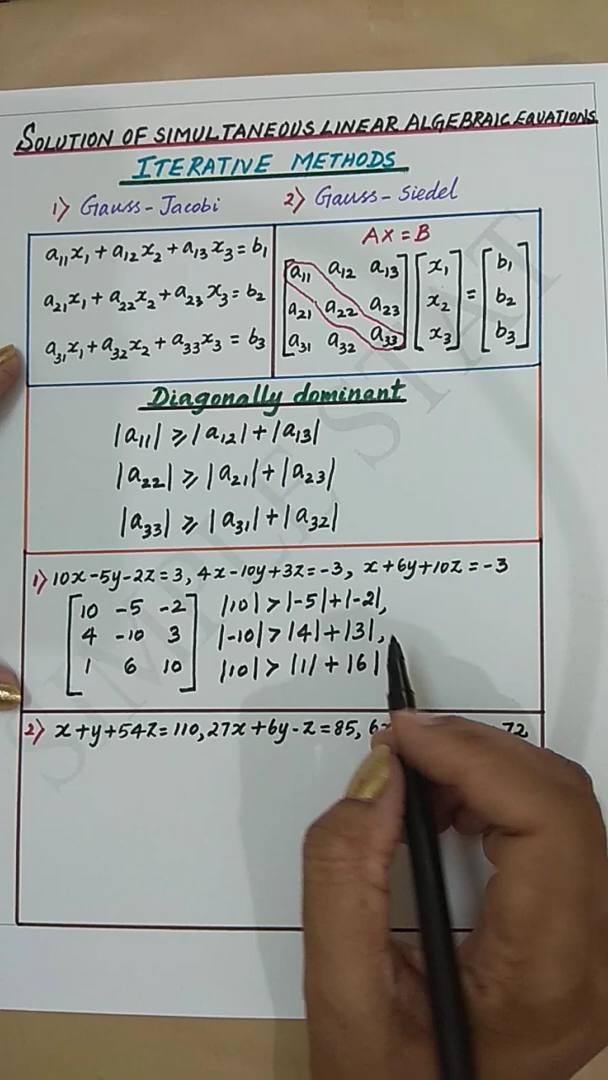 SOLUTION OF SIMULTANEOUS LINEAR ALGEBRAIC EQUATIONS
ITERATIVE METHODS
1) Gauss-Jacobi 2) Gauss-Siedel
a₁₁x₁ + a₁₂x₂ + a₁₃x₃ = b₁
a₂₁x₁ + a₂₂x₂ + a₂₃x₃ = b₂
a₃₁x₁ + a₃₂x₂ + a₃₃x₃ = b₃
AX = B
[a₁₁ a₁₂ a₁₃] [x₁] [b₁]
[a₂₁ a₂₂ a₂₃] [x₂] = [b₂]
[a₃₁ a₃₂ a₃₃] [x₃] [b₃]
Diagonally dominant
|a₁₁| ⩾ |a₁₂| + |a₁₃|
|a₂₂| ⩾ |a₂₁| + |a₂₃|
|a₃₃| ⩾ |a₃₁| + |a₃₂|
1) 10x-5y-2z=3, 4x-10y+3z=-3, x+6y+10z=-3
[10 -5 -2] |10| > |-5| + |-2|,
[4 -10 3] |-10| > |4| + |3|,
[1 6 10] |10| > |1| + |6|
2) x+y+54z=110, 27x+6y-z=85, 6 72
SIMPLE STAT